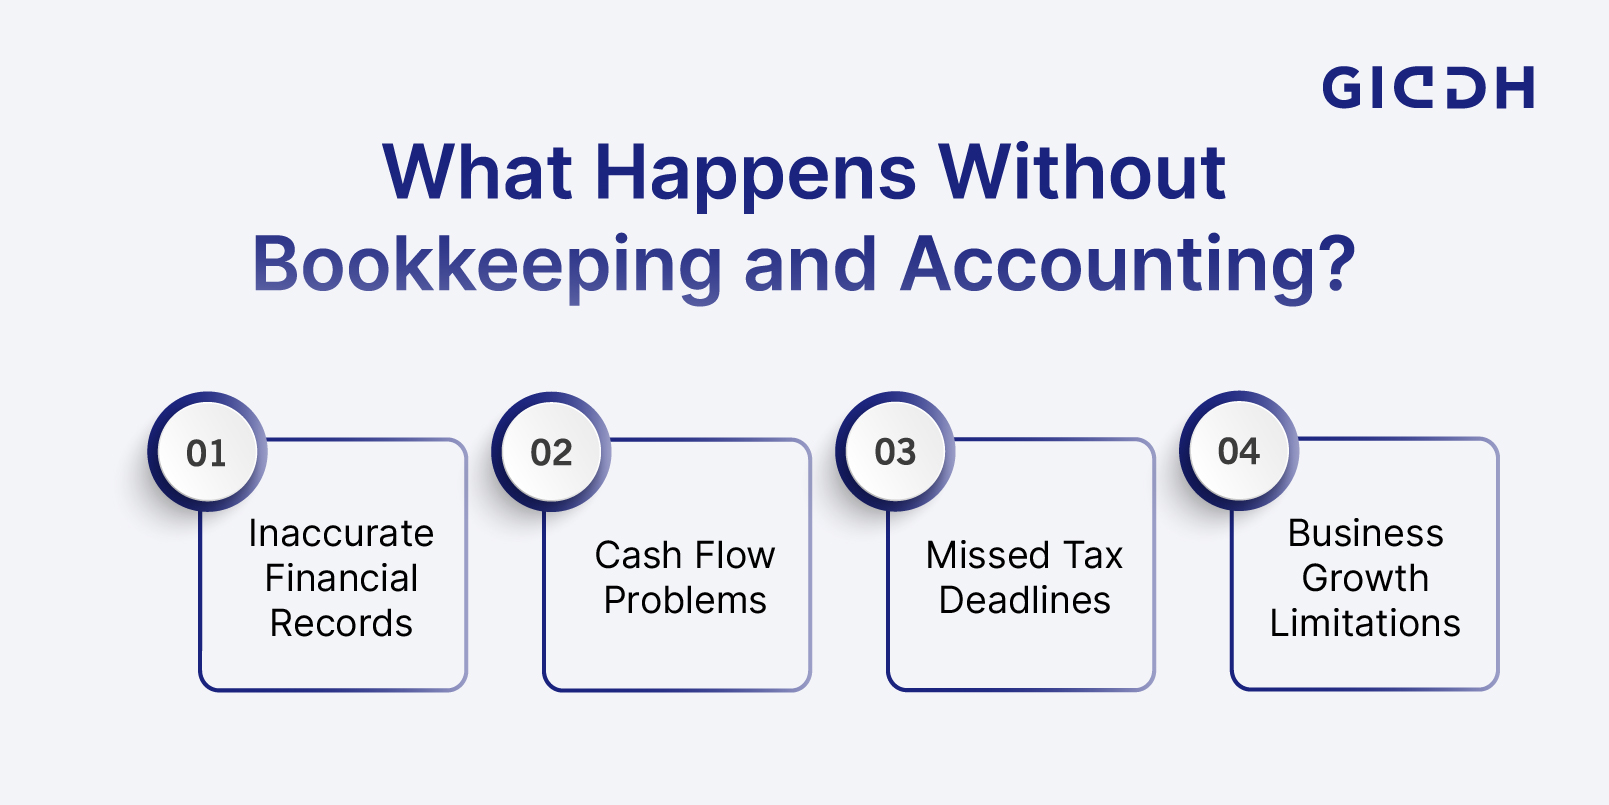 GIDDH
What Happens Without
Bookkeeping and Accounting?
01
Inaccurate
Financial
Records
02
Cash Flow
Problems
03
Missed Tax
Deadlines
04
Business
Growth
Limitations